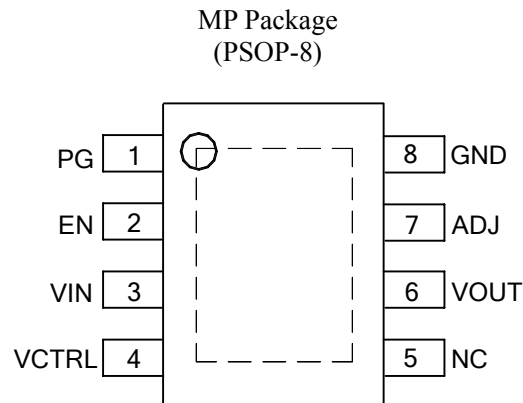 MP Package
(PSOP-8)
PG 1 8 GND
EN 2 7 ADJ
VIN 3 6 VOUT
VCTRL 4 5 NC